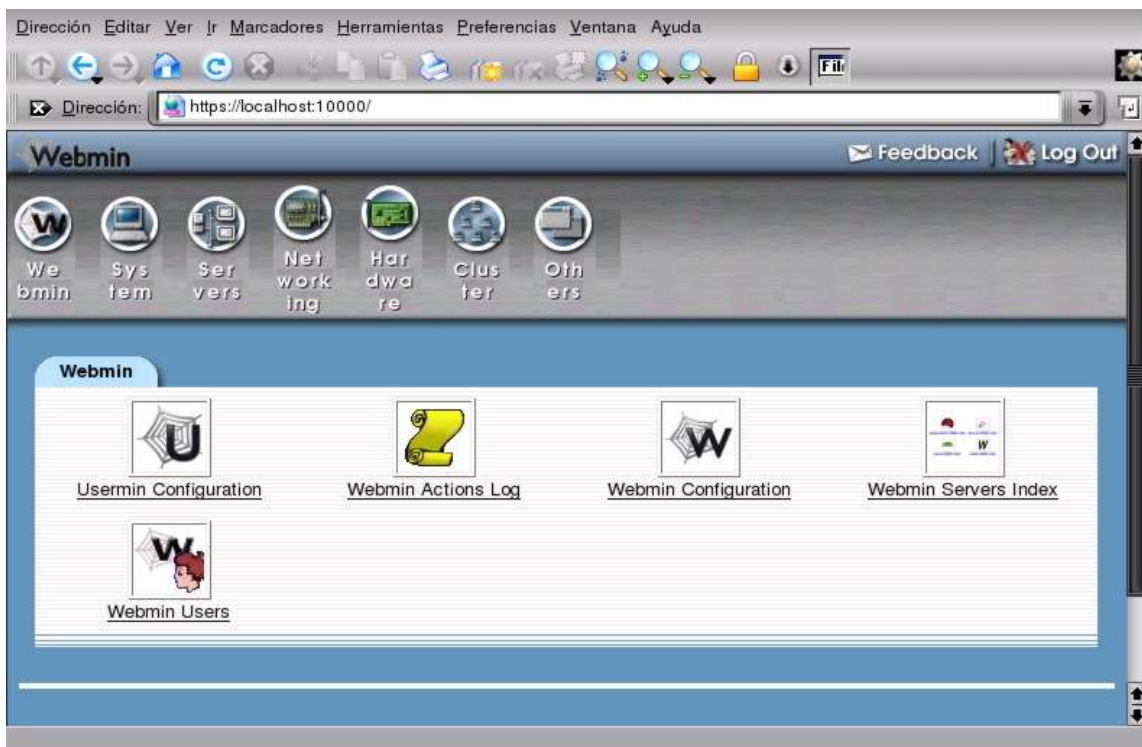 Dirección Editar Ver Ir Marcadores Herramientas Preferencias Ventana Ayuda
Filt
Dirección: https://localhost:10000/
Webmin
Feedback
Log Out
W
We
bmin
Sys
tem
Ser
vers
Net
work
ing
Har
dwa
re
Clus
ter
Oth
ers
Webmin
U
W
W
Usermin Configuration
Webmin Actions Log
Webmin Configuration
Webmin Servers Index
W
Webmin Users